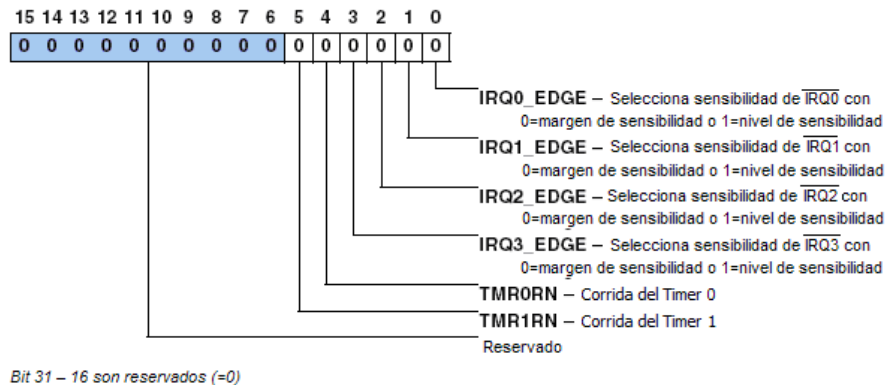 15 14 13 12 11 10 9 8 7 6 5 4 3 2 1 0
0 0 0 0 0 0 0 0 0 0 0 0 0 0 0 0
IRQ0_EDGE – Selecciona sensibilidad de IRQ0 con
0=margen de sensibilidad o 1=nivel de sensibilidad
IRQ1_EDGE – Selecciona sensibilidad de IRQ1 con
0=margen de sensibilidad o 1=nivel de sensibilidad
IRQ2_EDGE – Selecciona sensibilidad de IRQ2 con
0=margen de sensibilidad o 1=nivel de sensibilidad
IRQ3_EDGE – Selecciona sensibilidad de IRQ3 con
0=margen de sensibilidad o 1=nivel de sensibilidad
TMR0RN – Corrida del Timer 0
TMR1RN – Corrida del Timer 1
Reservado
Bit 31 – 16 son reservados (=0)